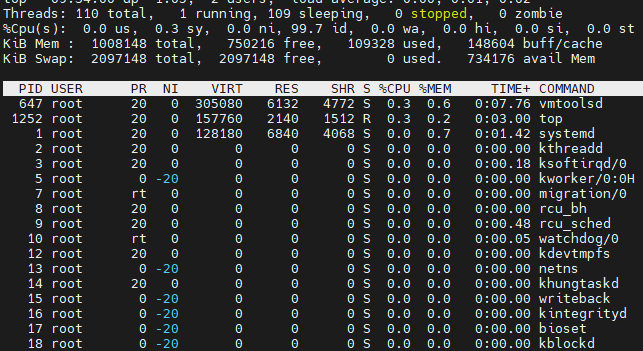 Threads: 110 total,   1 running, 109 sleeping,   0 stopped,   0 zombie
%Cpu(s):  0.0 us,  0.3 sy,  0.0 ni, 99.7 id,  0.0 wa,  0.0 hi,  0.0 si,  0.0 st
KiB Mem :  1008148 total,   750216 free,   109328 used,   148604 buff/cache
KiB Swap:  2097148 total,  2097148 free,        0 used.   734176 avail Mem
PID USER      PR  NI    VIRT    RES    SHR S %CPU %MEM     TIME+ COMMAND
647 root      20   0  305080   6132   4772 S  0.3  0.6   0:07.76 vmtoolsd
1252 root      20   0  157760   2140   1512 R  0.3  0.2   0:03.00 top
1 root      20   0  128180   6840   4068 S  0.0  0.7   0:01.42 systemd
2 root      20   0       0      0      0 S  0.0  0.0   0:00.00 kthreadd
3 root      20   0       0      0      0 S  0.0  0.0   0:00.18 ksoftirqd/0
5 root       0 -20       0      0      0 S  0.0  0.0   0:00.00 kworker/0:0H
7 root      rt   0       0      0      0 S  0.0  0.0   0:00.00 migration/0
8 root      20   0       0      0      0 S  0.0  0.0   0:00.00 rcu_bh
9 root      20   0       0      0      0 S  0.0  0.0   0:00.48 rcu_sched
10 root      rt   0       0      0      0 S  0.0  0.0   0:00.05 watchdog/0
12 root      20   0       0      0      0 S  0.0  0.0   0:00.00 kdevtmpfs
13 root       0 -20       0      0      0 S  0.0  0.0   0:00.00 netns
14 root      20   0       0      0      0 S  0.0  0.0   0:00.00 khungtaskd
15 root       0 -20       0      0      0 S  0.0  0.0   0:00.00 writeback
16 root       0 -20       0      0      0 S  0.0  0.0   0:00.00 kintegrityd
17 root       0 -20       0      0      0 S  0.0  0.0   0:00.00 bioset
18 root       0 -20       0      0      0 S  0.0  0.0   0:00.00 kblockd